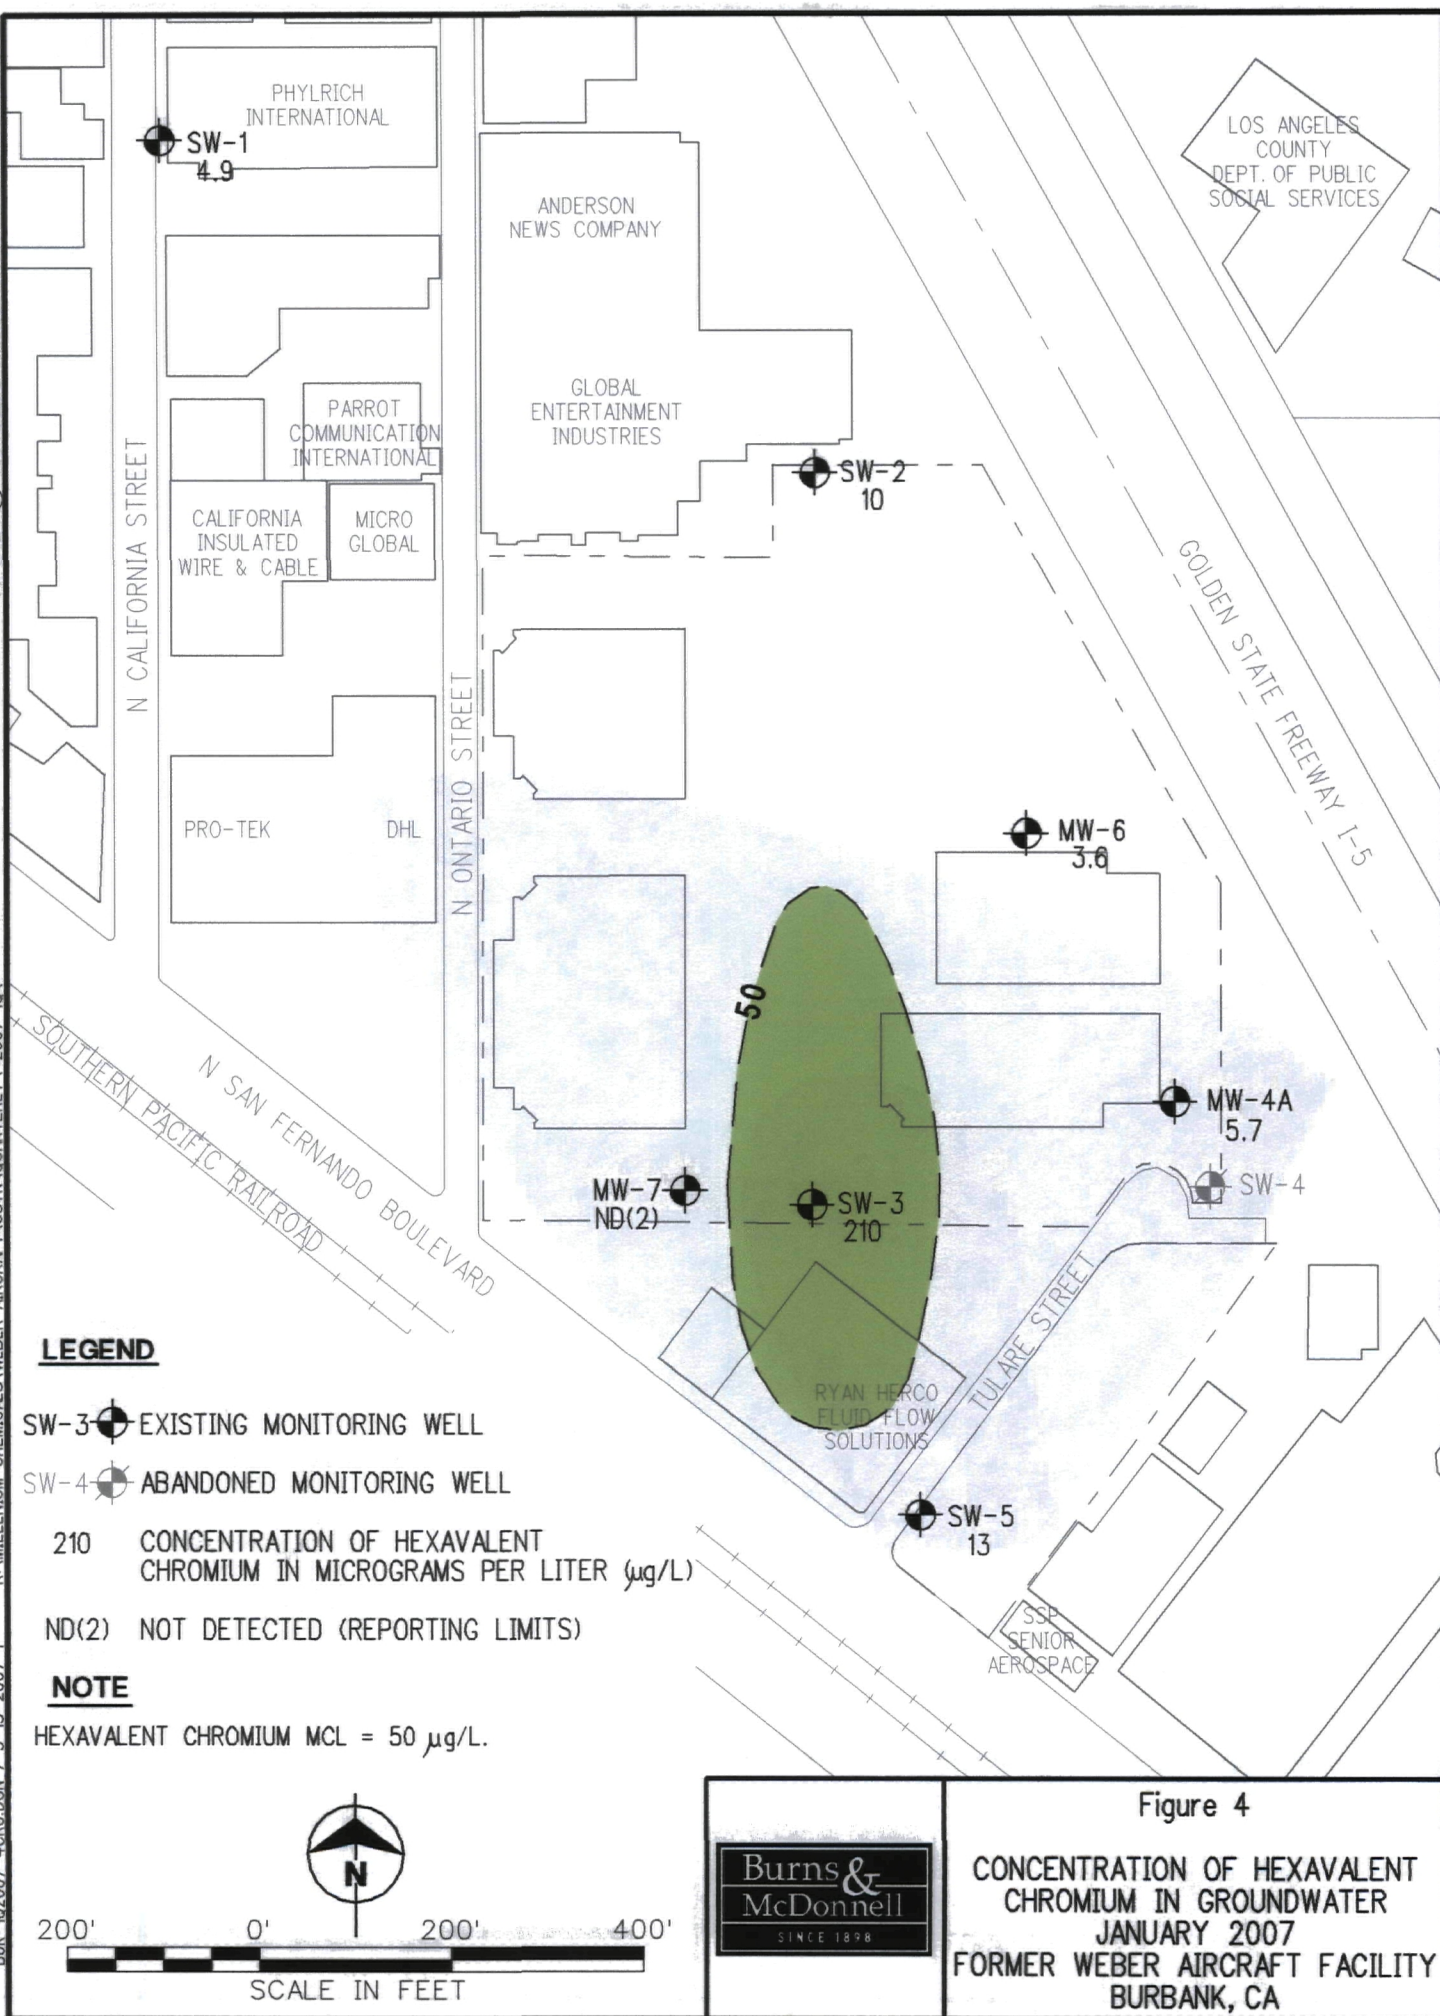 PHYLRICH
INTERNATIONAL
SW-1
4.9
LOS ANGELES
COUNTY
DEPT. OF PUBLIC
SOCIAL SERVICES
ANDERSON
NEWS COMPANY
GLOBAL
ENTERTAINMENT
INDUSTRIES
PARROT
COMMUNICATION
INTERNATIONAL
SW-2
10
N CALIFORNIA STREET
CALIFORNIA
INSULATED
WIRE & CABLE
MICRO
GLOBAL
GOLDEN STATE FREEWAY I-5
N ONTARIO STREET
PRO-TEK
DHL
MW-6
3.6
50
SOUTHERN PACIFIC RAILROAD
N SAN FERNANDO BOULEVARD
MW-4A
5.7
SW-4
MW-7
ND(2)
SW-3
210
TULARE STREET
RYAN HERCO
FLUID FLOW
SOLUTIONS
SW-5
13
SSP
SENIOR
AEROSPACE
LEGEND
SW-3 EXISTING MONITORING WELL
SW-4 ABANDONED MONITORING WELL
210 CONCENTRATION OF HEXAVALENT
CHROMIUM IN MICROGRAMS PER LITER (µg/L)
ND(2) NOT DETECTED (REPORTING LIMITS)
NOTE
HEXAVALENT CHROMIUM MCL = 50 µg/L.
N
200' 0' 200' 400'
SCALE IN FEET
Burns &
McDonnell
SINCE 1898
Figure 4
CONCENTRATION OF HEXAVALENT
CHROMIUM IN GROUNDWATER
JANUARY 2007
FORMER WEBER AIRCRAFT FACILITY
BURBANK, CA